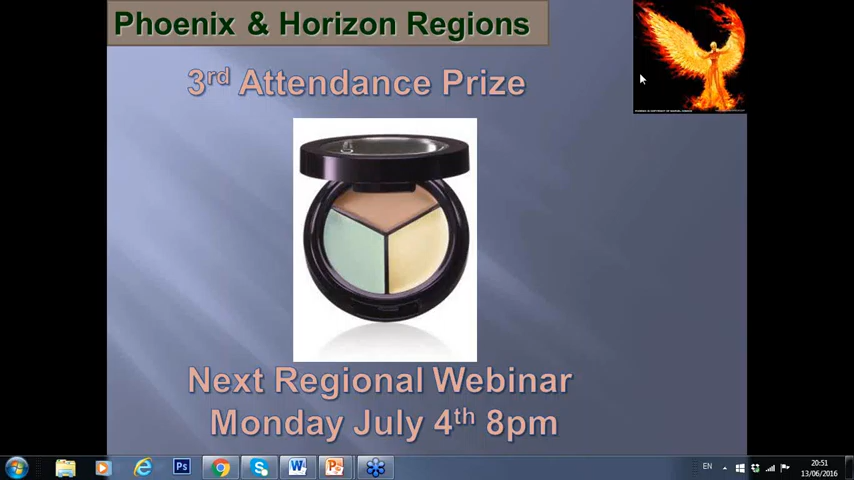 Phoenix & Horizon Regions
3rd Attendance Prize
Next Regional Webinar
Monday July 4th 8pm
Ps
W
P
EN
20:51
13/06/2016